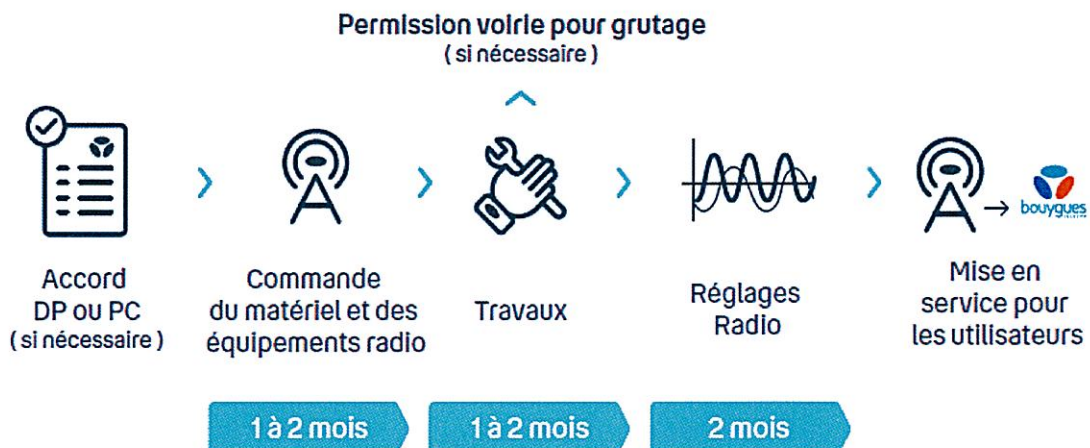 Permission voirie pour grutage
( si nécessaire )
Accord
DP ou PC
( si nécessaire )
Commande
du matériel et des
équipements radio
Travaux
Réglages
Radio
bouygues
TELECOM
Mise en
service pour
les utilisateurs
1 à 2 mois
1 à 2 mois
2 mois